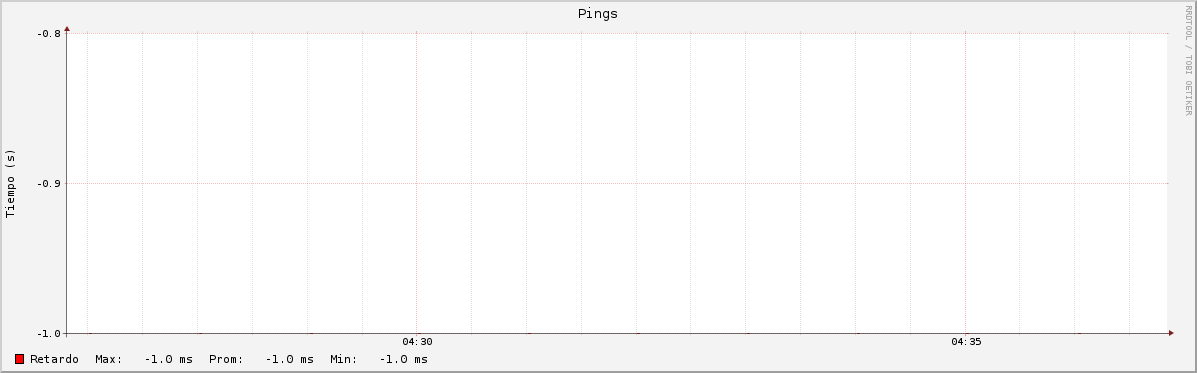 Pings
RRDTOOL / TOBI OETIKER
Tiempo (s)
-0.8
-0.9
-1.0
04:30 04:35
Retardo Max: -1.0 ms Prom: -1.0 ms Min: -1.0 ms